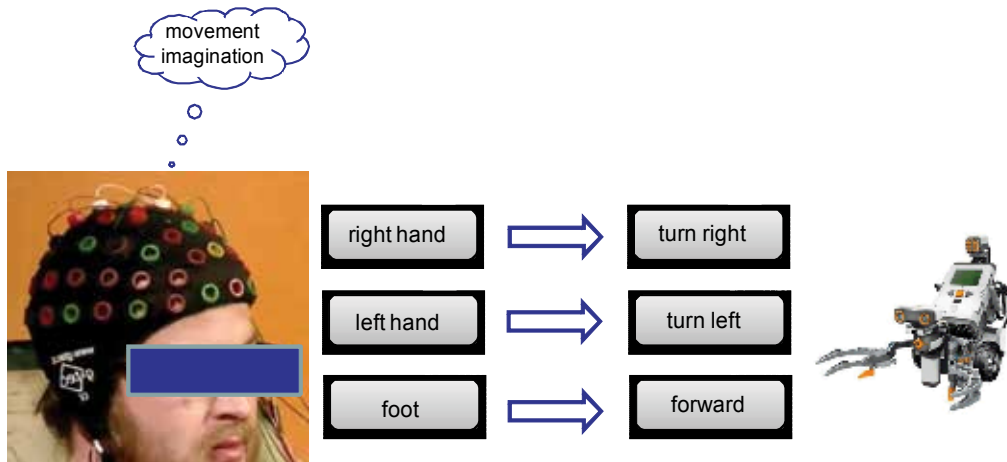 movement
imagination
right hand
turn right
left hand
turn left
foot
forward